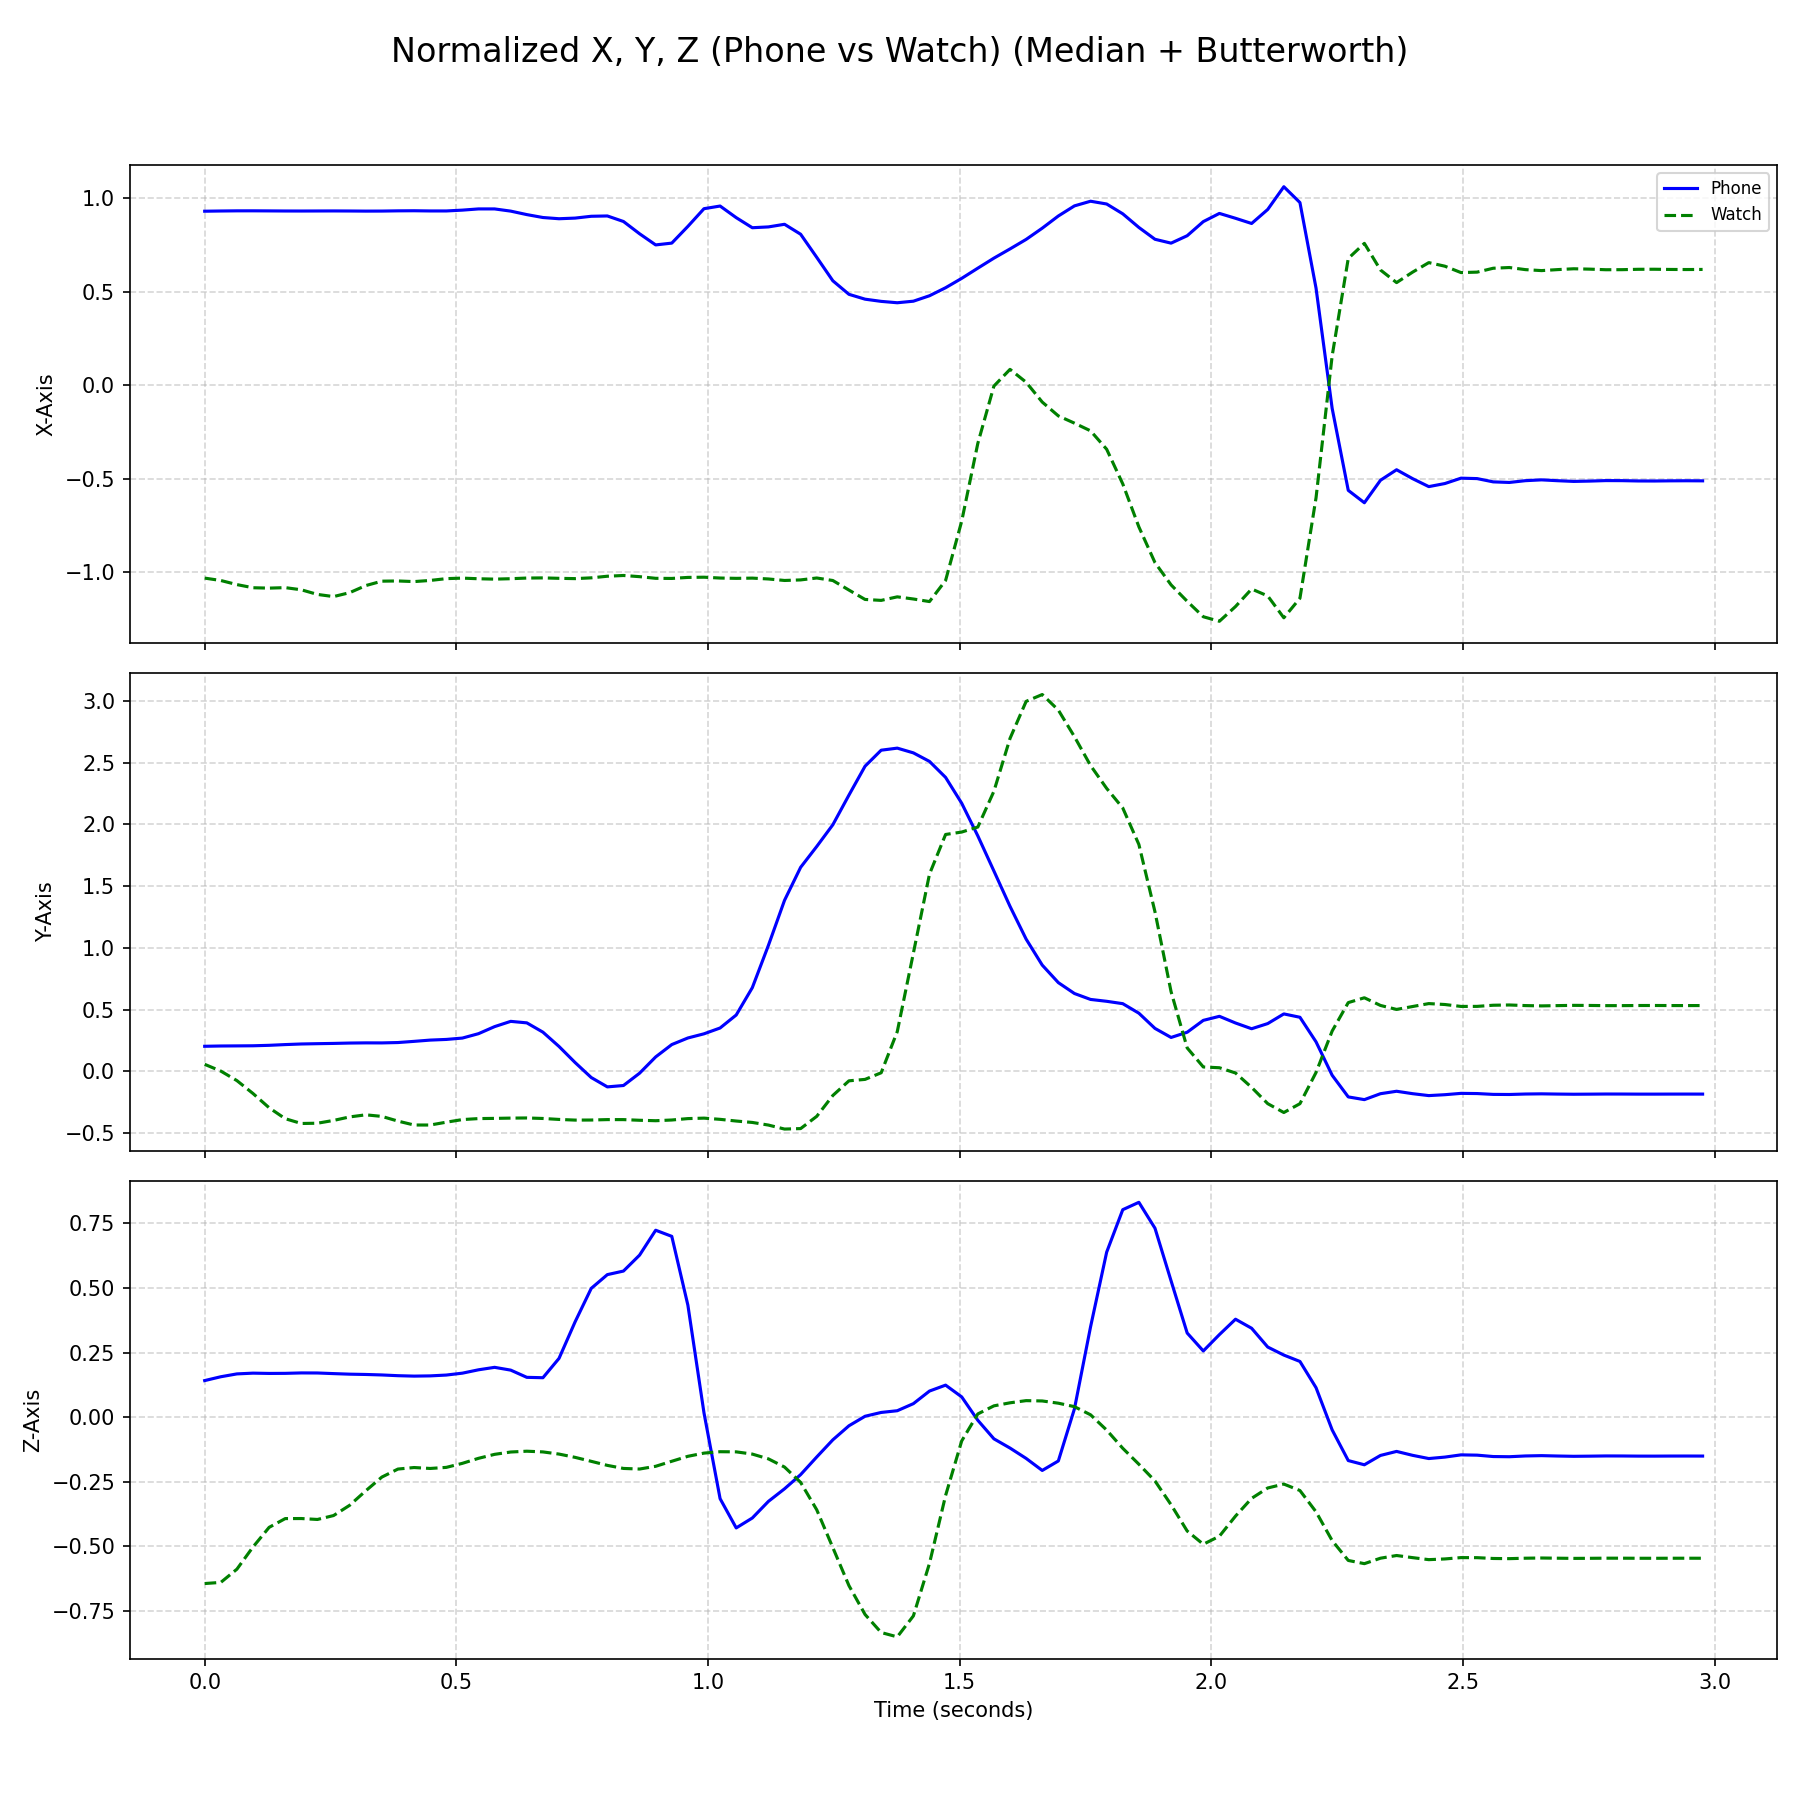 Normalized X, Y, Z (Phone vs Watch) (Median + Butterworth)
Phone
Watch
X-Axis
1.0
0.5
0.0
−0.5
−1.0
Y-Axis
3.0
2.5
2.0
1.5
1.0
0.5
0.0
−0.5
Z-Axis
0.75
0.50
0.25
0.00
−0.25
−0.50
−0.75
0.0 0.5 1.0 1.5 2.0 2.5 3.0
Time (seconds)